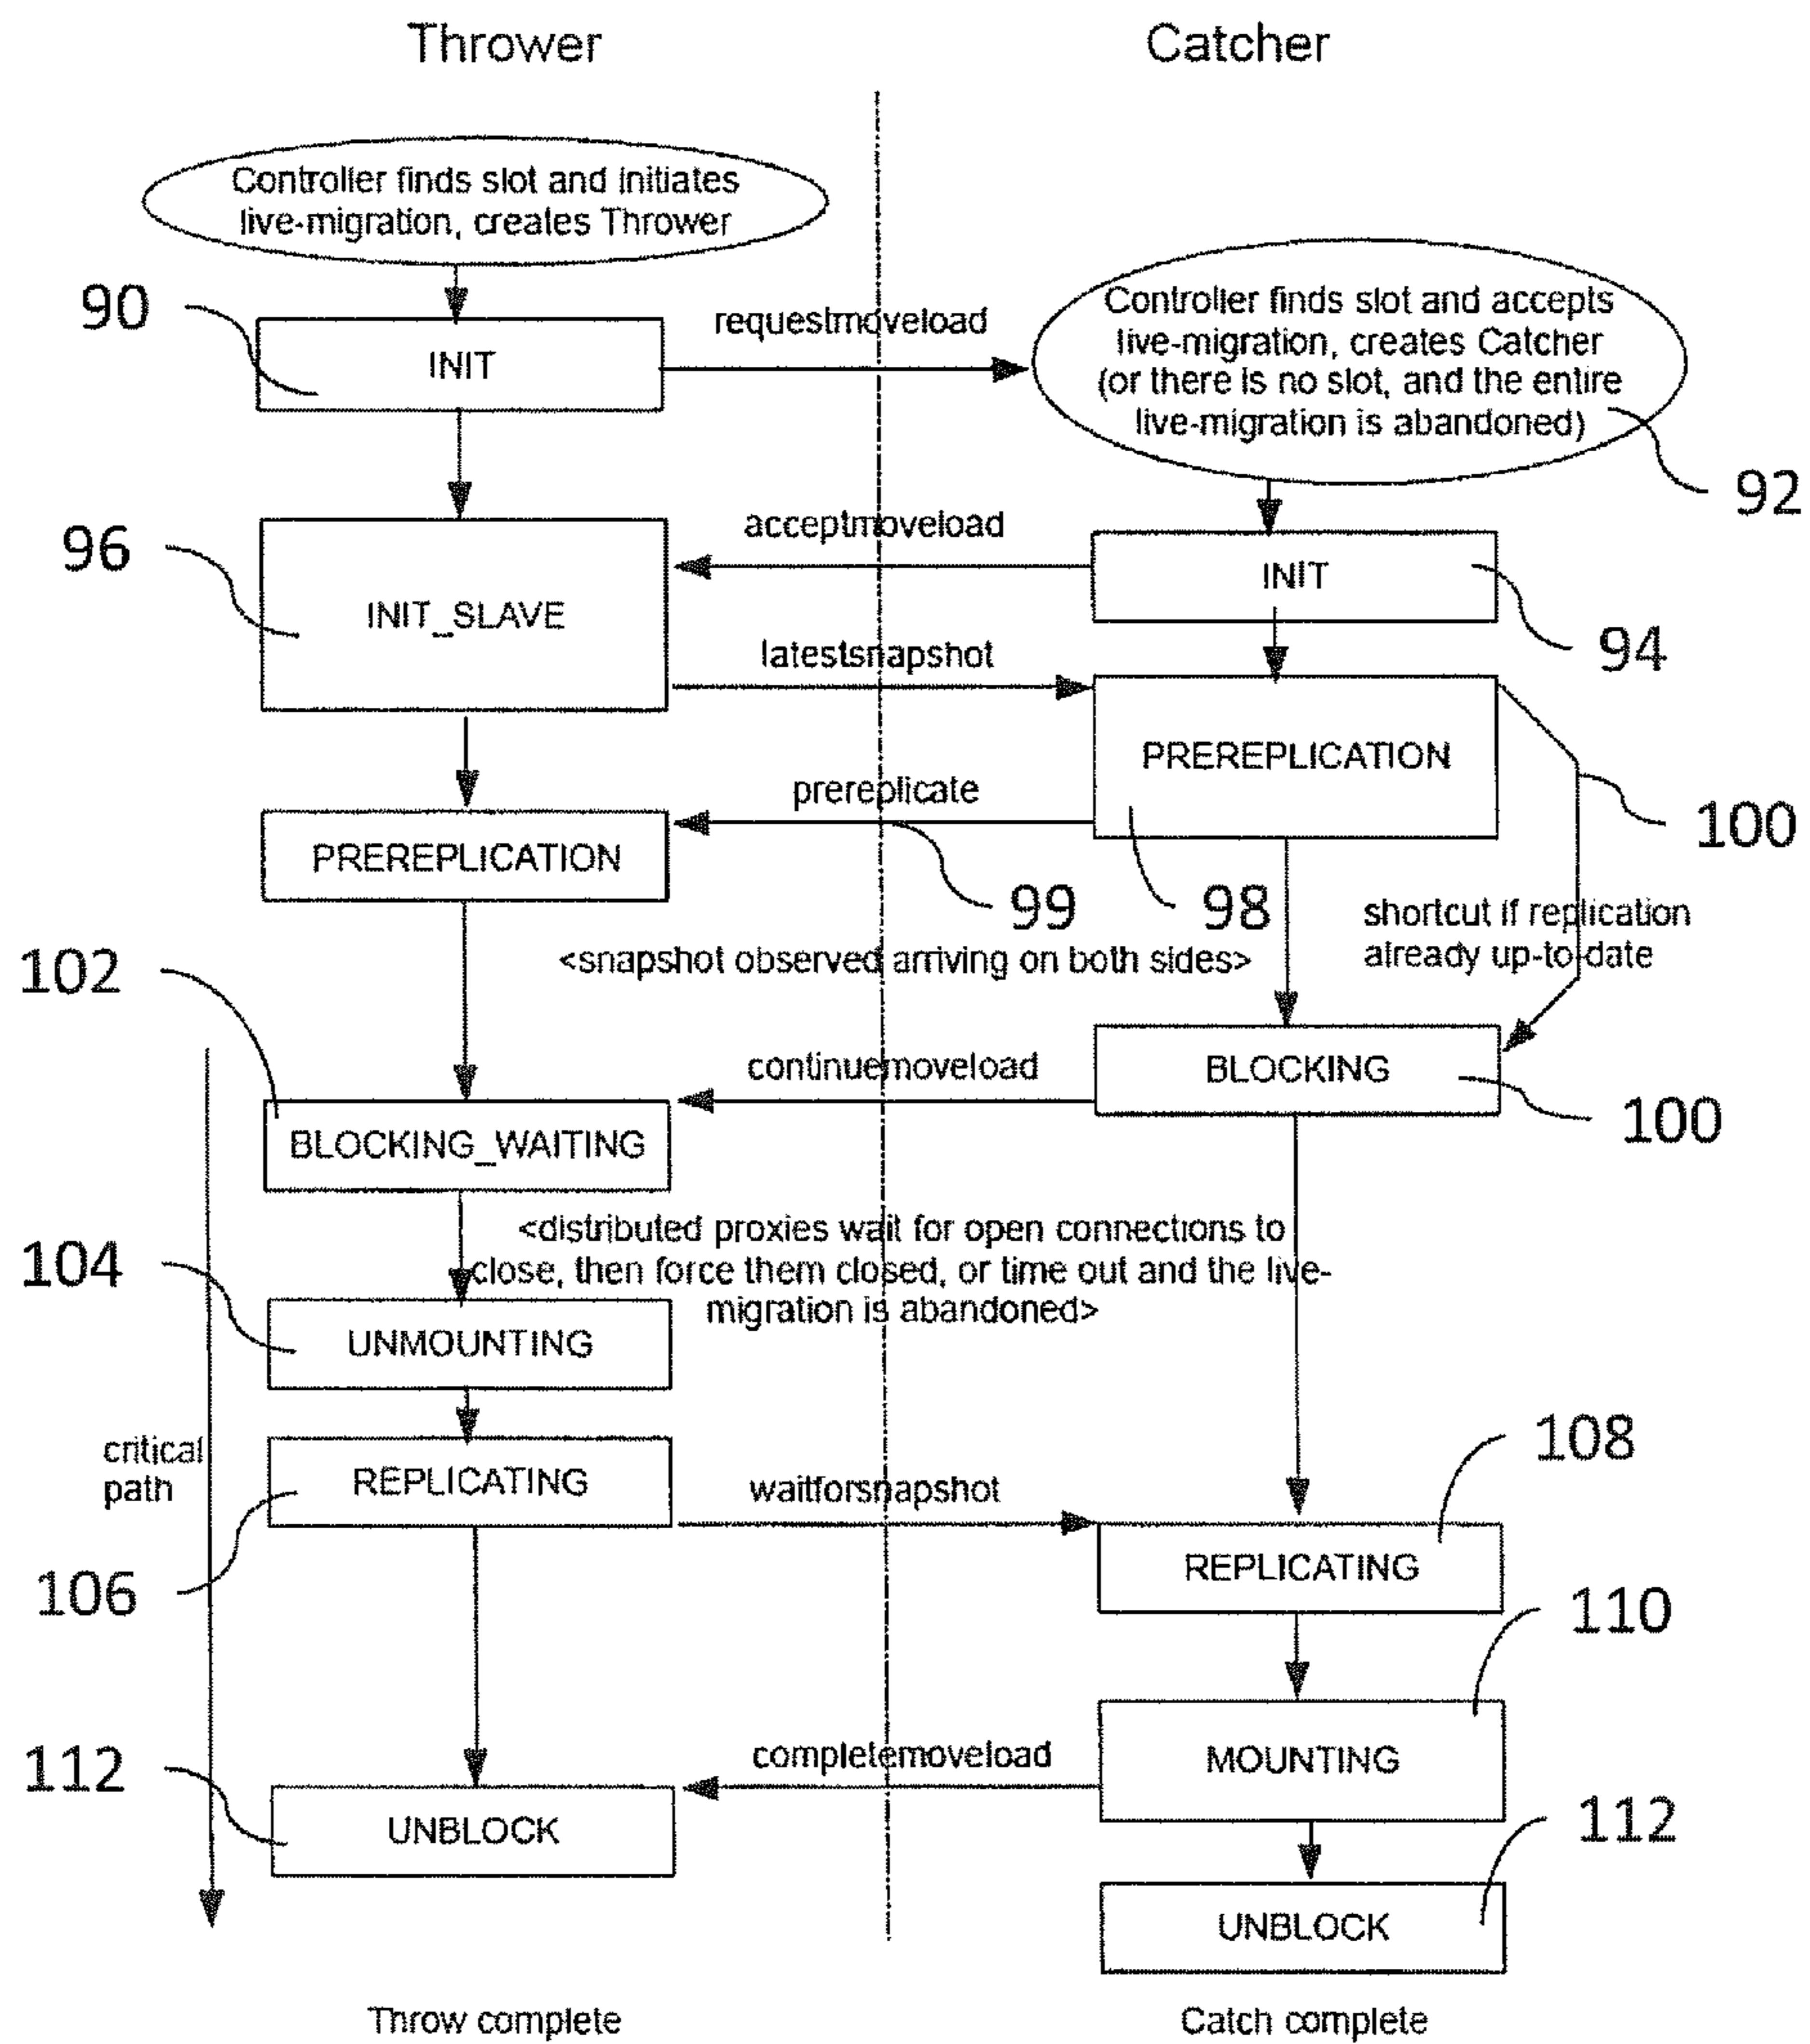 Thrower
Catcher
Controller finds slot and initiates
live-migration, creates Thrower
90
INIT
requestmoveload
Controller finds slot and accepts
live-migration, creates Catcher
(or there is no slot, and the entire
live-migration is abandoned)
92
96
INIT_SLAVE
acceptmoveload
INIT
94
latestsnapshot
PREREPLICATION
100
prereplicate
PREREPLICATION
99
98
shortcut if replication
already up-to-date
<snapshot observed arriving on both sides>
102
continuemoveload
BLOCKING
100
BLOCKING_WAITING
<distributed proxies wait for open connections to
close, then force them closed, or time out and the live-
migration is abandoned>
104
UNMOUNTING
critical
path
REPLICATING
waitforsnapshot
108
106
REPLICATING
110
112
completemoveload
MOUNTING
UNBLOCK
112
UNBLOCK
Throw complete
Catch complete